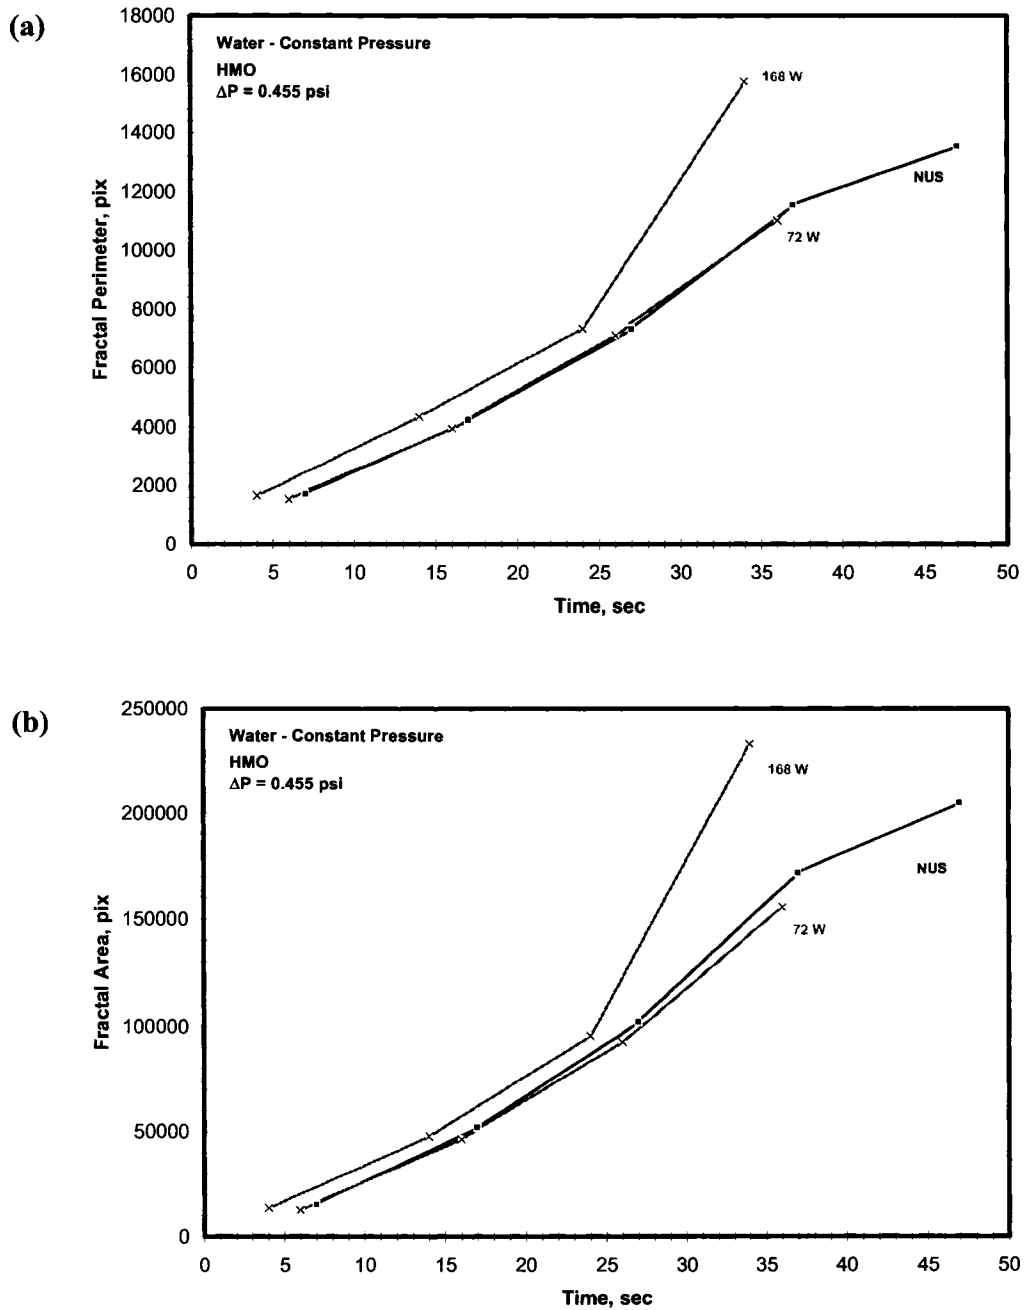 (a)
18000
16000
14000
12000
10000
8000
6000
4000
2000
0
Fractal Perimeter, pix
Water - Constant Pressure
HMO
ΔP = 0.455 psi
168 W
NUS
72 W
0 5 10 15 20 25 30 35 40 45 50
Time, sec
(b)
250000
200000
150000
100000
50000
0
Fractal Area, pix
Water - Constant Pressure
HMO
ΔP = 0.455 psi
168 W
NUS
72 W
0 5 10 15 20 25 30 35 40 45 50
Time, sec